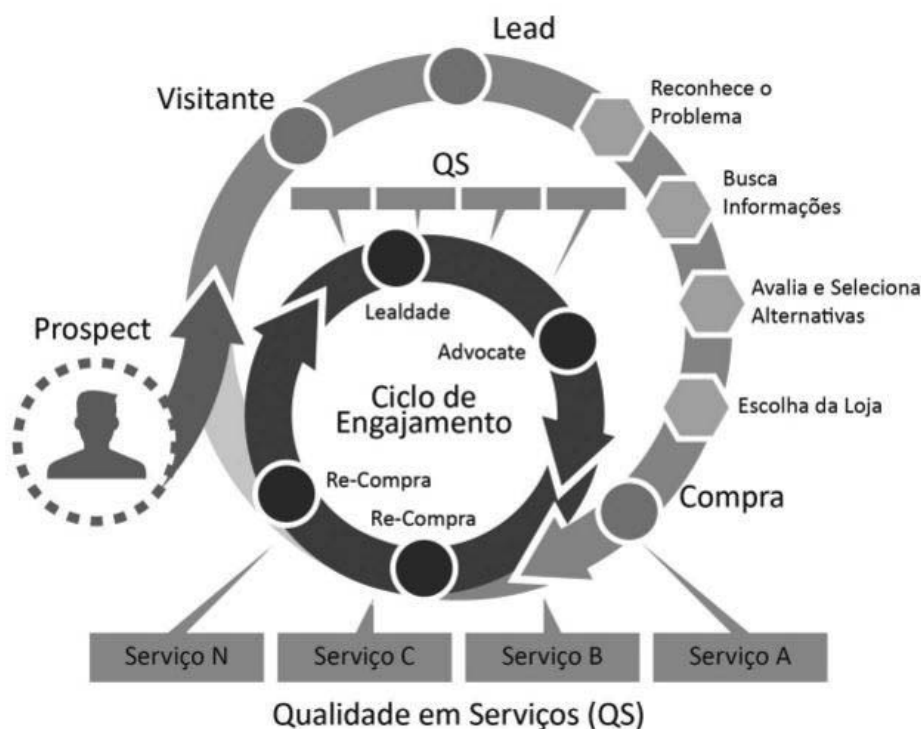 Lead
Visitante
Reconhece o
Problema
QS
Busca
Informações
Prospect
Lealdade
Avalia e Seleciona
Alternativas
Advocate
Ciclo de
Engajamento
Escolha da Loja
Re-Compra
Re-Compra
Compra
Serviço N
Serviço C
Serviço B
Serviço A
Qualidade em Serviços (QS)